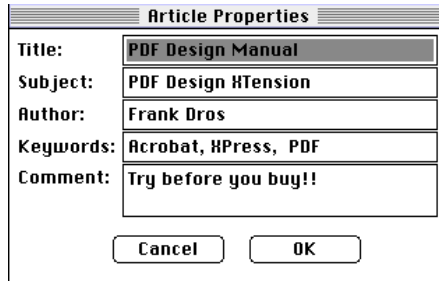 Article Properties
Title: PDF Design Manual
Subject: PDF Design XTension
Author: Frank Dros
Keywords: Acrobat, XPress, PDF
Comment: Try before you buy!!
Cancel OK